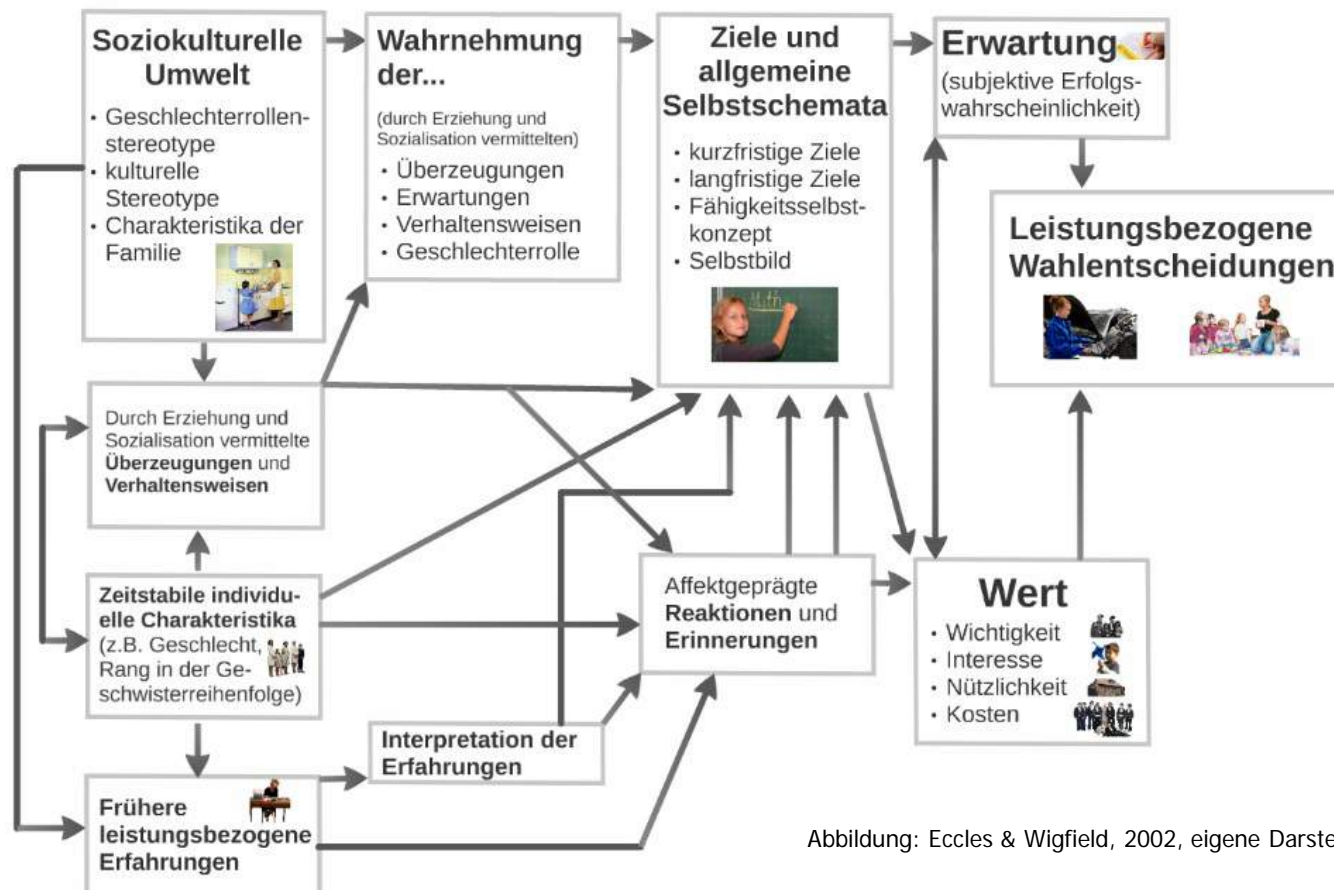 Soziokulturelle
Umwelt
• Geschlechterrollen-
stereotype
• kulturelle
Stereotype
• Charakteristika der
Familie
Wahrnehmung
der...
(durch Erziehung und
Sozialisation vermittelten)
• Überzeugungen
• Erwartungen
• Verhaltensweisen
• Geschlechterrolle
Ziele und
allgemeine
Selbstschemata
• kurzfristige Ziele
• langfristige Ziele
• Fähigkeitsselbst-
konzept
• Selbstbild
Math
Erwartung
(subjektive Erfolgs-
wahrscheinlichkeit)
Leistungsbezogene
Wahlentscheidungen
Durch Erziehung und
Sozialisation vermittelte
Überzeugungen und
Verhaltensweisen
Zeitstabile individu-
elle Charakteristika
(z.B. Geschlecht,
Rang in der Ge-
schwisterreihenfolge)
Affektgeprägte
Reaktionen und
Erinnerungen
Wert
• Wichtigkeit
• Interesse
• Nützlichkeit
• Kosten
Interpretation der
Erfahrungen
Frühere
leistungsbezogene
Erfahrungen
Abbildung: Eccles & Wigfield, 2002, eigene Darste